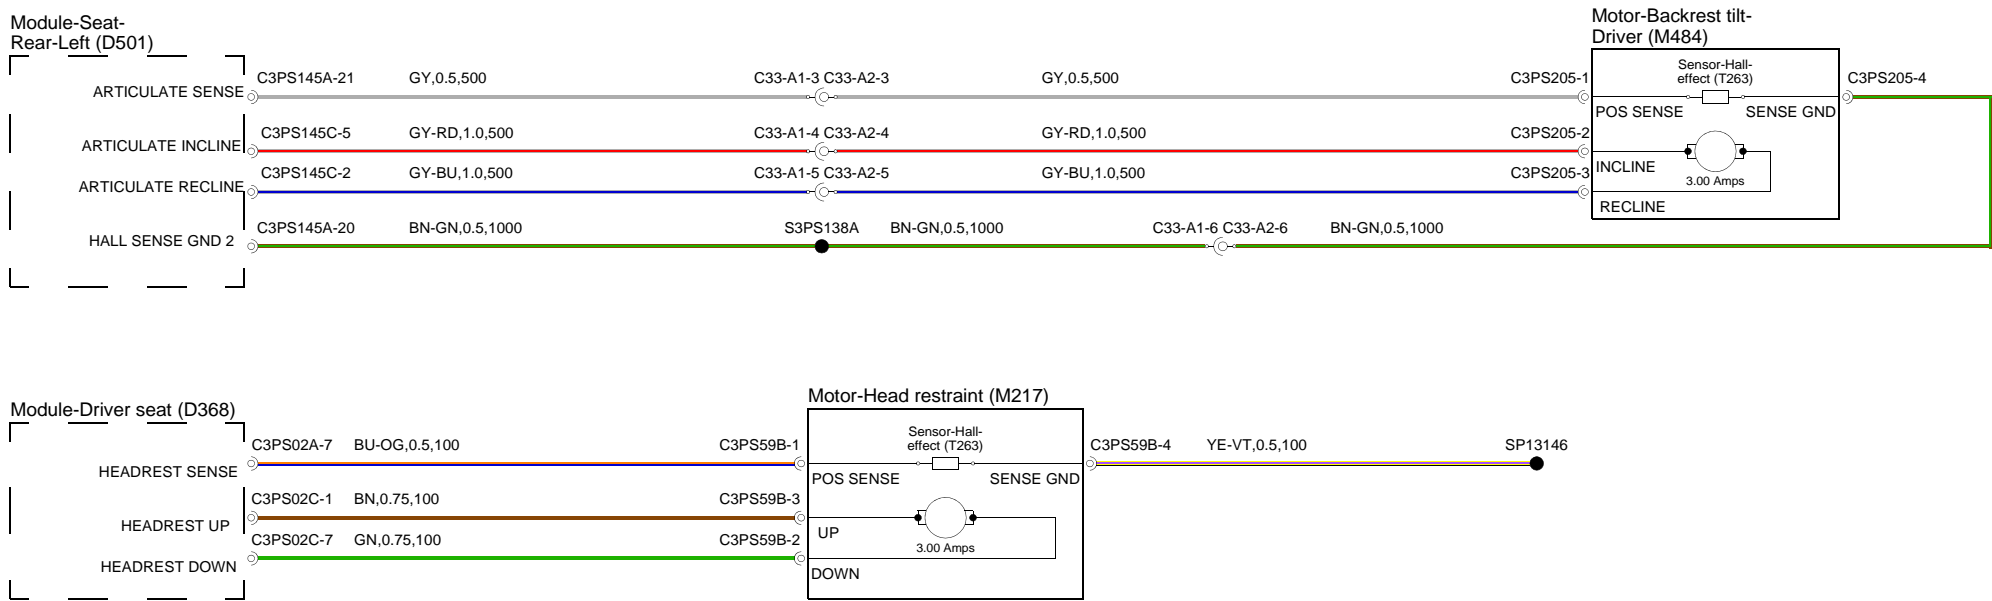 Module-Seat-
Rear-Left (D501)
Motor-Backrest tilt-
Driver (M484)
ARTICULATE SENSE
C3PS145A-21 GY,0.5,500 C33-A1-3 C33-A2-3 GY,0.5,500 C3PS205-1
Sensor-Hall-
effect (T263)
C3PS205-4
POS SENSE SENSE GND
ARTICULATE INCLINE
C3PS145C-5 GY-RD,1.0,500 C33-A1-4 C33-A2-4 GY-RD,1.0,500 C3PS205-2
INCLINE
ARTICULATE RECLINE
C3PS145C-2 GY-BU,1.0,500 C33-A1-5 C33-A2-5 GY-BU,1.0,500 C3PS205-3
3.00 Amps
RECLINE
HALL SENSE GND 2
C3PS145A-20 BN-GN,0.5,1000 S3PS138A BN-GN,0.5,1000 C33-A1-6 C33-A2-6 BN-GN,0.5,1000
Module-Driver seat (D368)
Motor-Head restraint (M217)
C3PS02A-7 BU-OG,0.5,100 C3PS59B-1
Sensor-Hall-
effect (T263)
C3PS59B-4 YE-VT,0.5,100 SP13146
HEADREST SENSE
POS SENSE SENSE GND
C3PS02C-1 BN,0.75,100 C3PS59B-3
HEADREST UP
UP
C3PS02C-7 GN,0.75,100 C3PS59B-2
3.00 Amps
HEADREST DOWN
DOWN